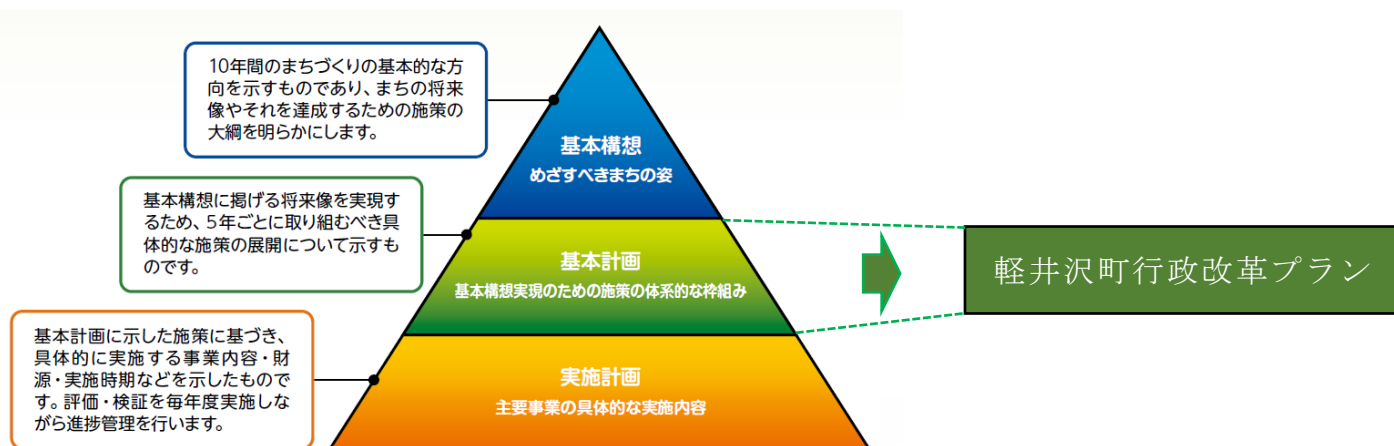 10年間のまちづくりの基本的な方
向を示すものであり、まちの将来
像やそれを達成するための施策の
大綱を明らかにします。
基本構想
めざすべきまちの姿
基本構想に掲げる将来像を実現す
るため、5年ごとに取り組むべき具
体的な施策の展開について示すも
のです。
基本計画
基本構想実現のための施策の体系的な枠組み
軽井沢町行政改革プラン
基本計画に示した施策に基づき、
具体的に実施する事業内容・財
源・実施時期などを示したもので
す。評価・検証を毎年度実施しな
がら進捗管理を行います。
実施計画
主要事業の具体的な実施内容